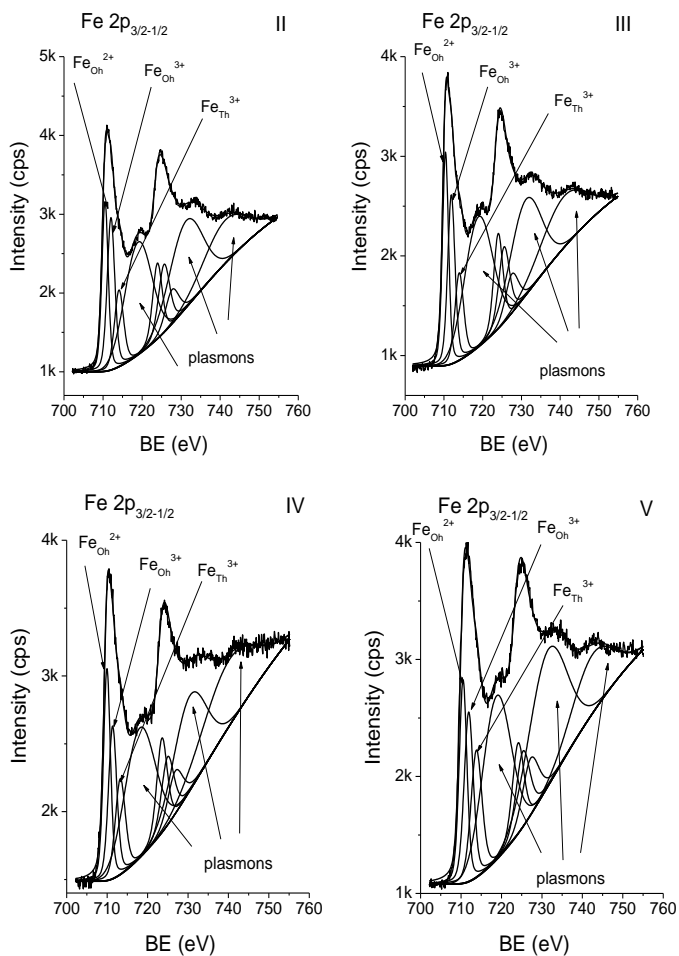 Fe 2p3/2-1/2 II
FeOh2+
FeOh3+
FeTh3+
5k
4k
3k
2k
1k
Intensity (cps)
plasmons
700 710 720 730 740 750 760
BE (eV)
Fe 2p3/2-1/2 III
FeOh2+
FeOh3+
FeTh3+
4k
3k
2k
1k
Intensity (cps)
plasmons
700 710 720 730 740 750 760
BE (eV)
Fe 2p3/2-1/2 IV
FeOh2+
FeOh3+
FeTh3+
4k
3k
2k
Intensity (cps)
plasmons
700 710 720 730 740 750 760
BE (eV)
Fe 2p3/2-1/2 V
FeOh2+
FeOh3+
FeTh3+
4k
3k
2k
1k
Intensity (cps)
plasmons
700 710 720 730 740 750 760
BE (eV)